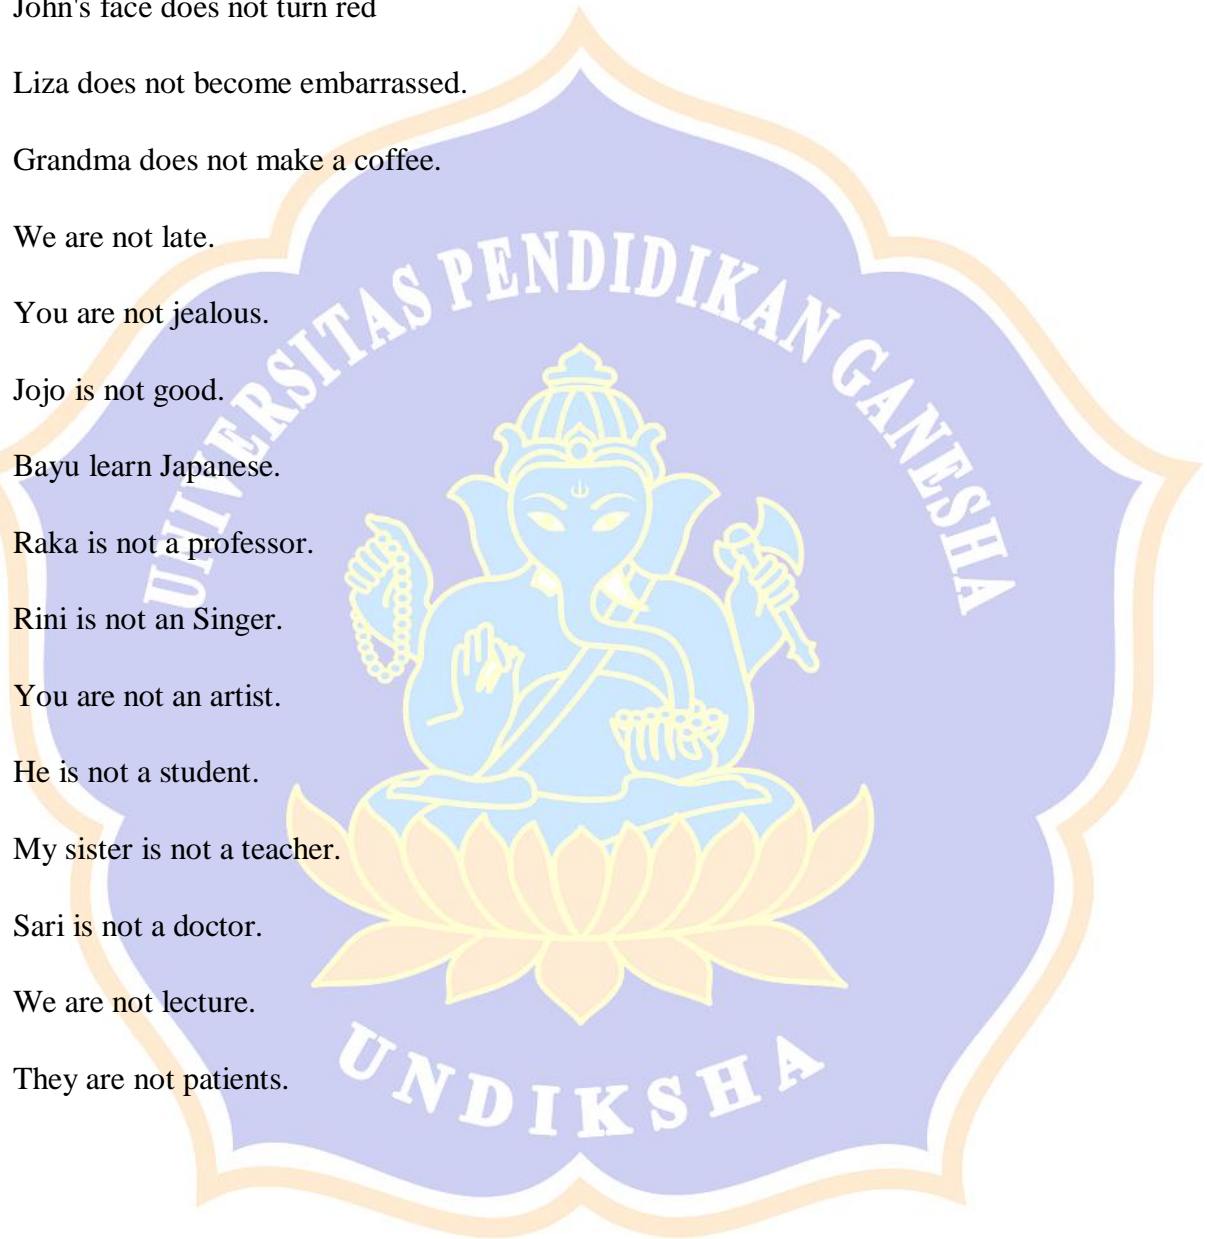 John's face does not turn red
Liza does not become embarrassed.
Grandma does not make a coffee.
We are not late.
You are not jealous.
Jojo is not good.
Bayu learn Japanese.
Raka is not a professor.
Rini is not an Singer.
You are not an artist.
He is not a student.
My sister is not a teacher.
Sari is not a doctor.
We are not lecture.
They are not patients.
UNIVERSITAS PENDIDIKAN GANESHA
UNDIKSHA